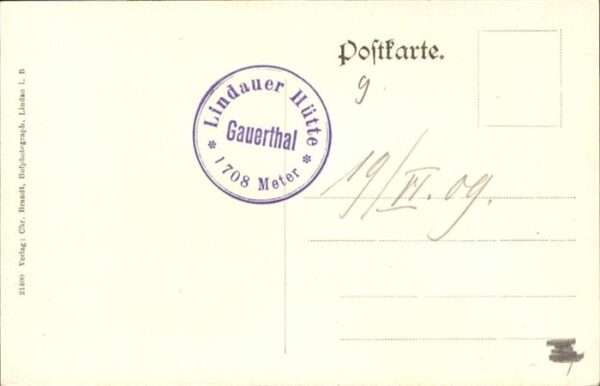 Postkarte.
9
Lindauer Hütte
Gauerthal
* 1708 Meter *
19/VI. 09.
21400 Verlag: Chr. Brandt, Hofphotograph, Lindau i. B